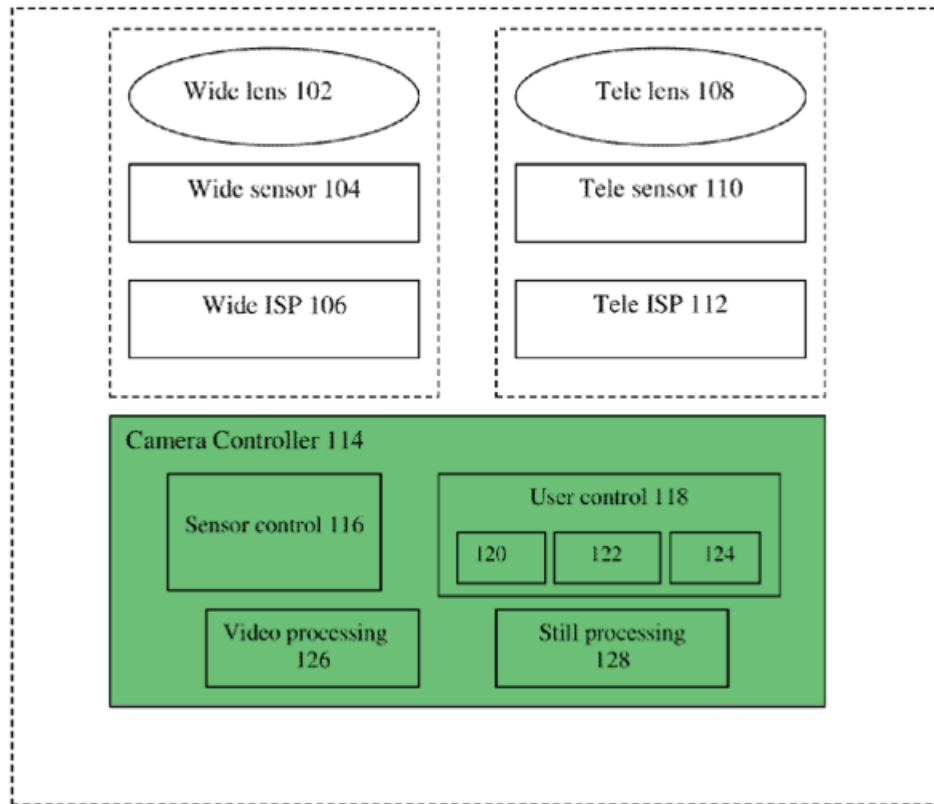 Wide lens 102
Tele lens 108
Wide sensor 104
Tele sensor 110
Wide ISP 106
Tele ISP 112
Camera Controller 114
Sensor control 116
User control 118
120
122
124
Video processing
126
Still processing
128